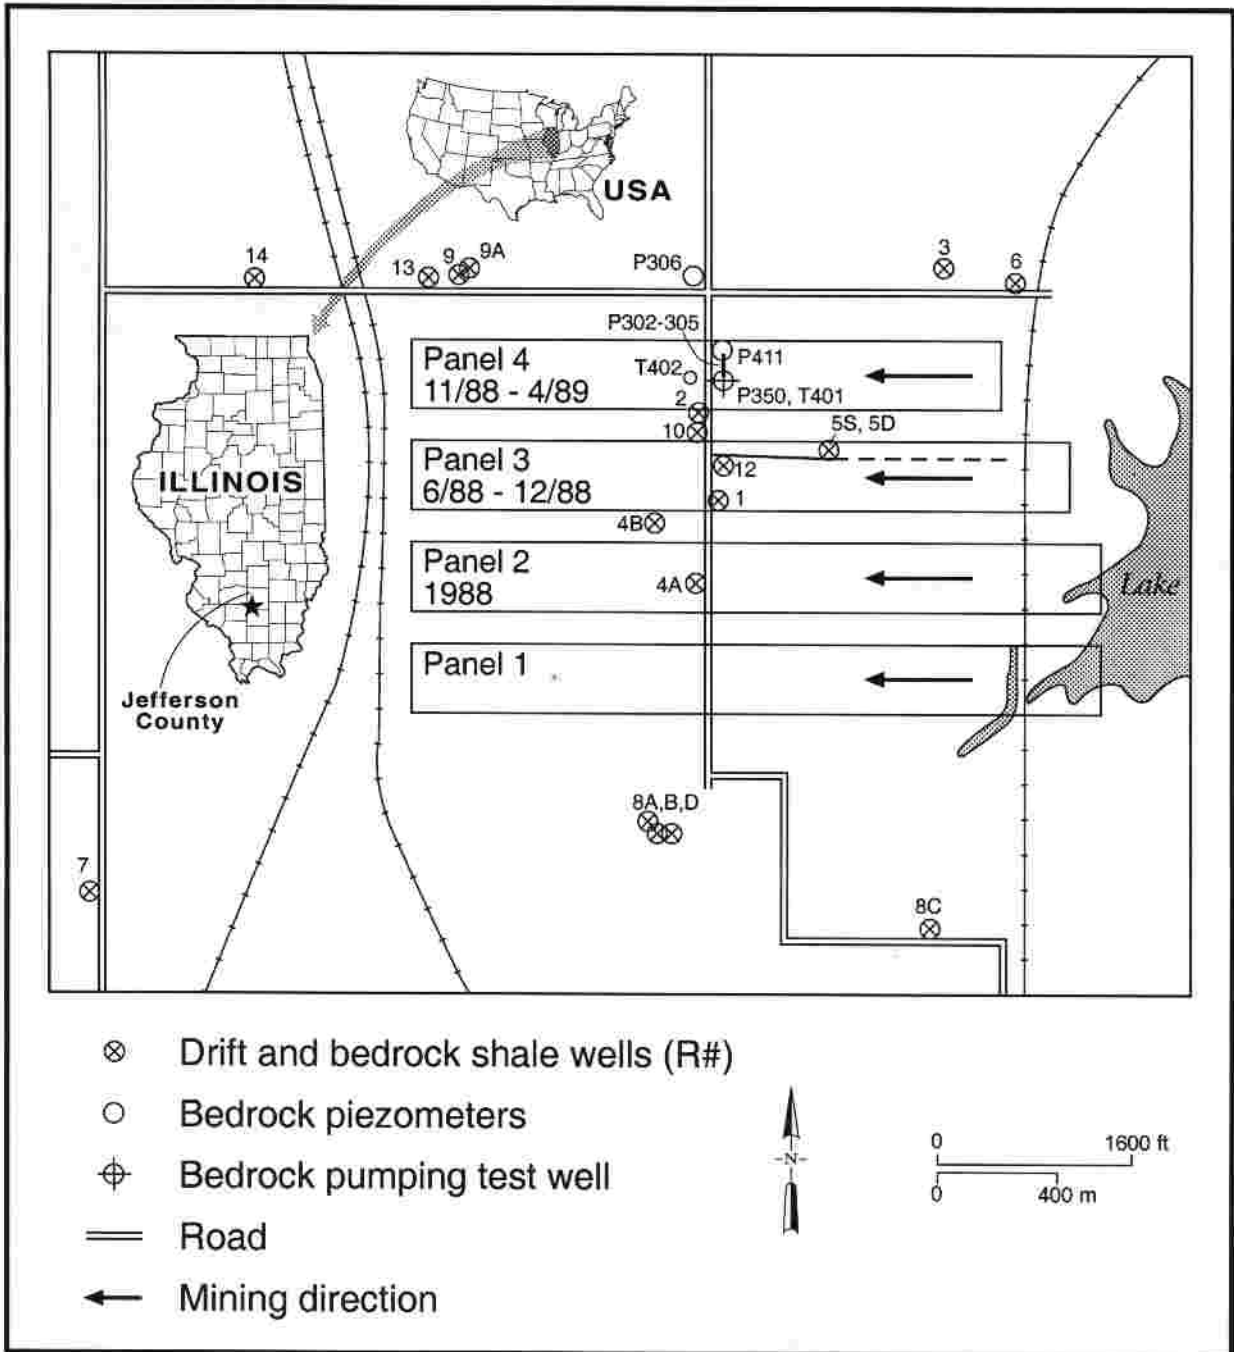 USA
14
13
9
9A
P306
3
6
P302-305
Panel 4
11/88 - 4/89
T402
P411
P350, T401
2
10
5S, 5D
Panel 3
6/88 - 12/88
12
1
ILLINOIS
4B
Panel 2
1988
4A
Lake
Panel 1
Jefferson
County
8A,B,D
7
8C
Drift and bedrock shale wells (R#)
Bedrock piezometers
Bedrock pumping test well
Road
Mining direction
N
0 1600 ft
0 400 m